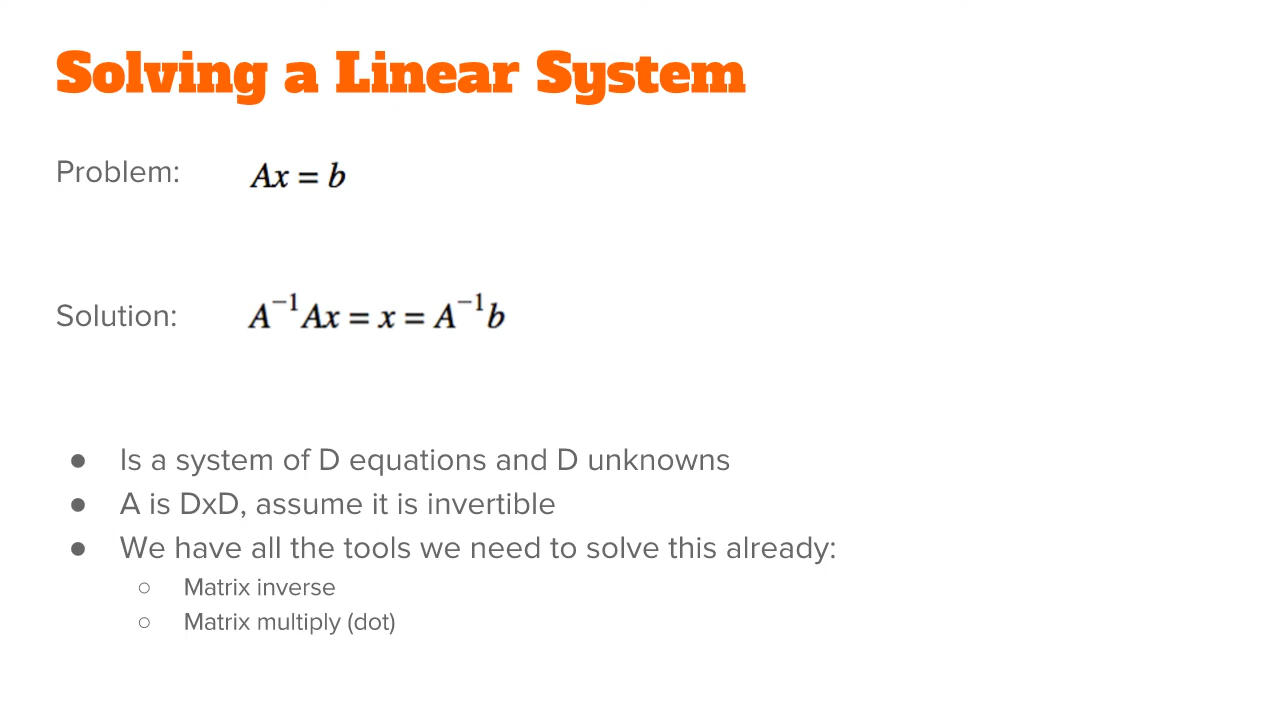 Solving a Linear System
Problem: Ax = b
Solution: A⁻¹Ax = x = A⁻¹b
● Is a system of D equations and D unknowns
● A is DxD, assume it is invertible
● We have all the tools we need to solve this already:
○ Matrix inverse
○ Matrix multiply (dot)